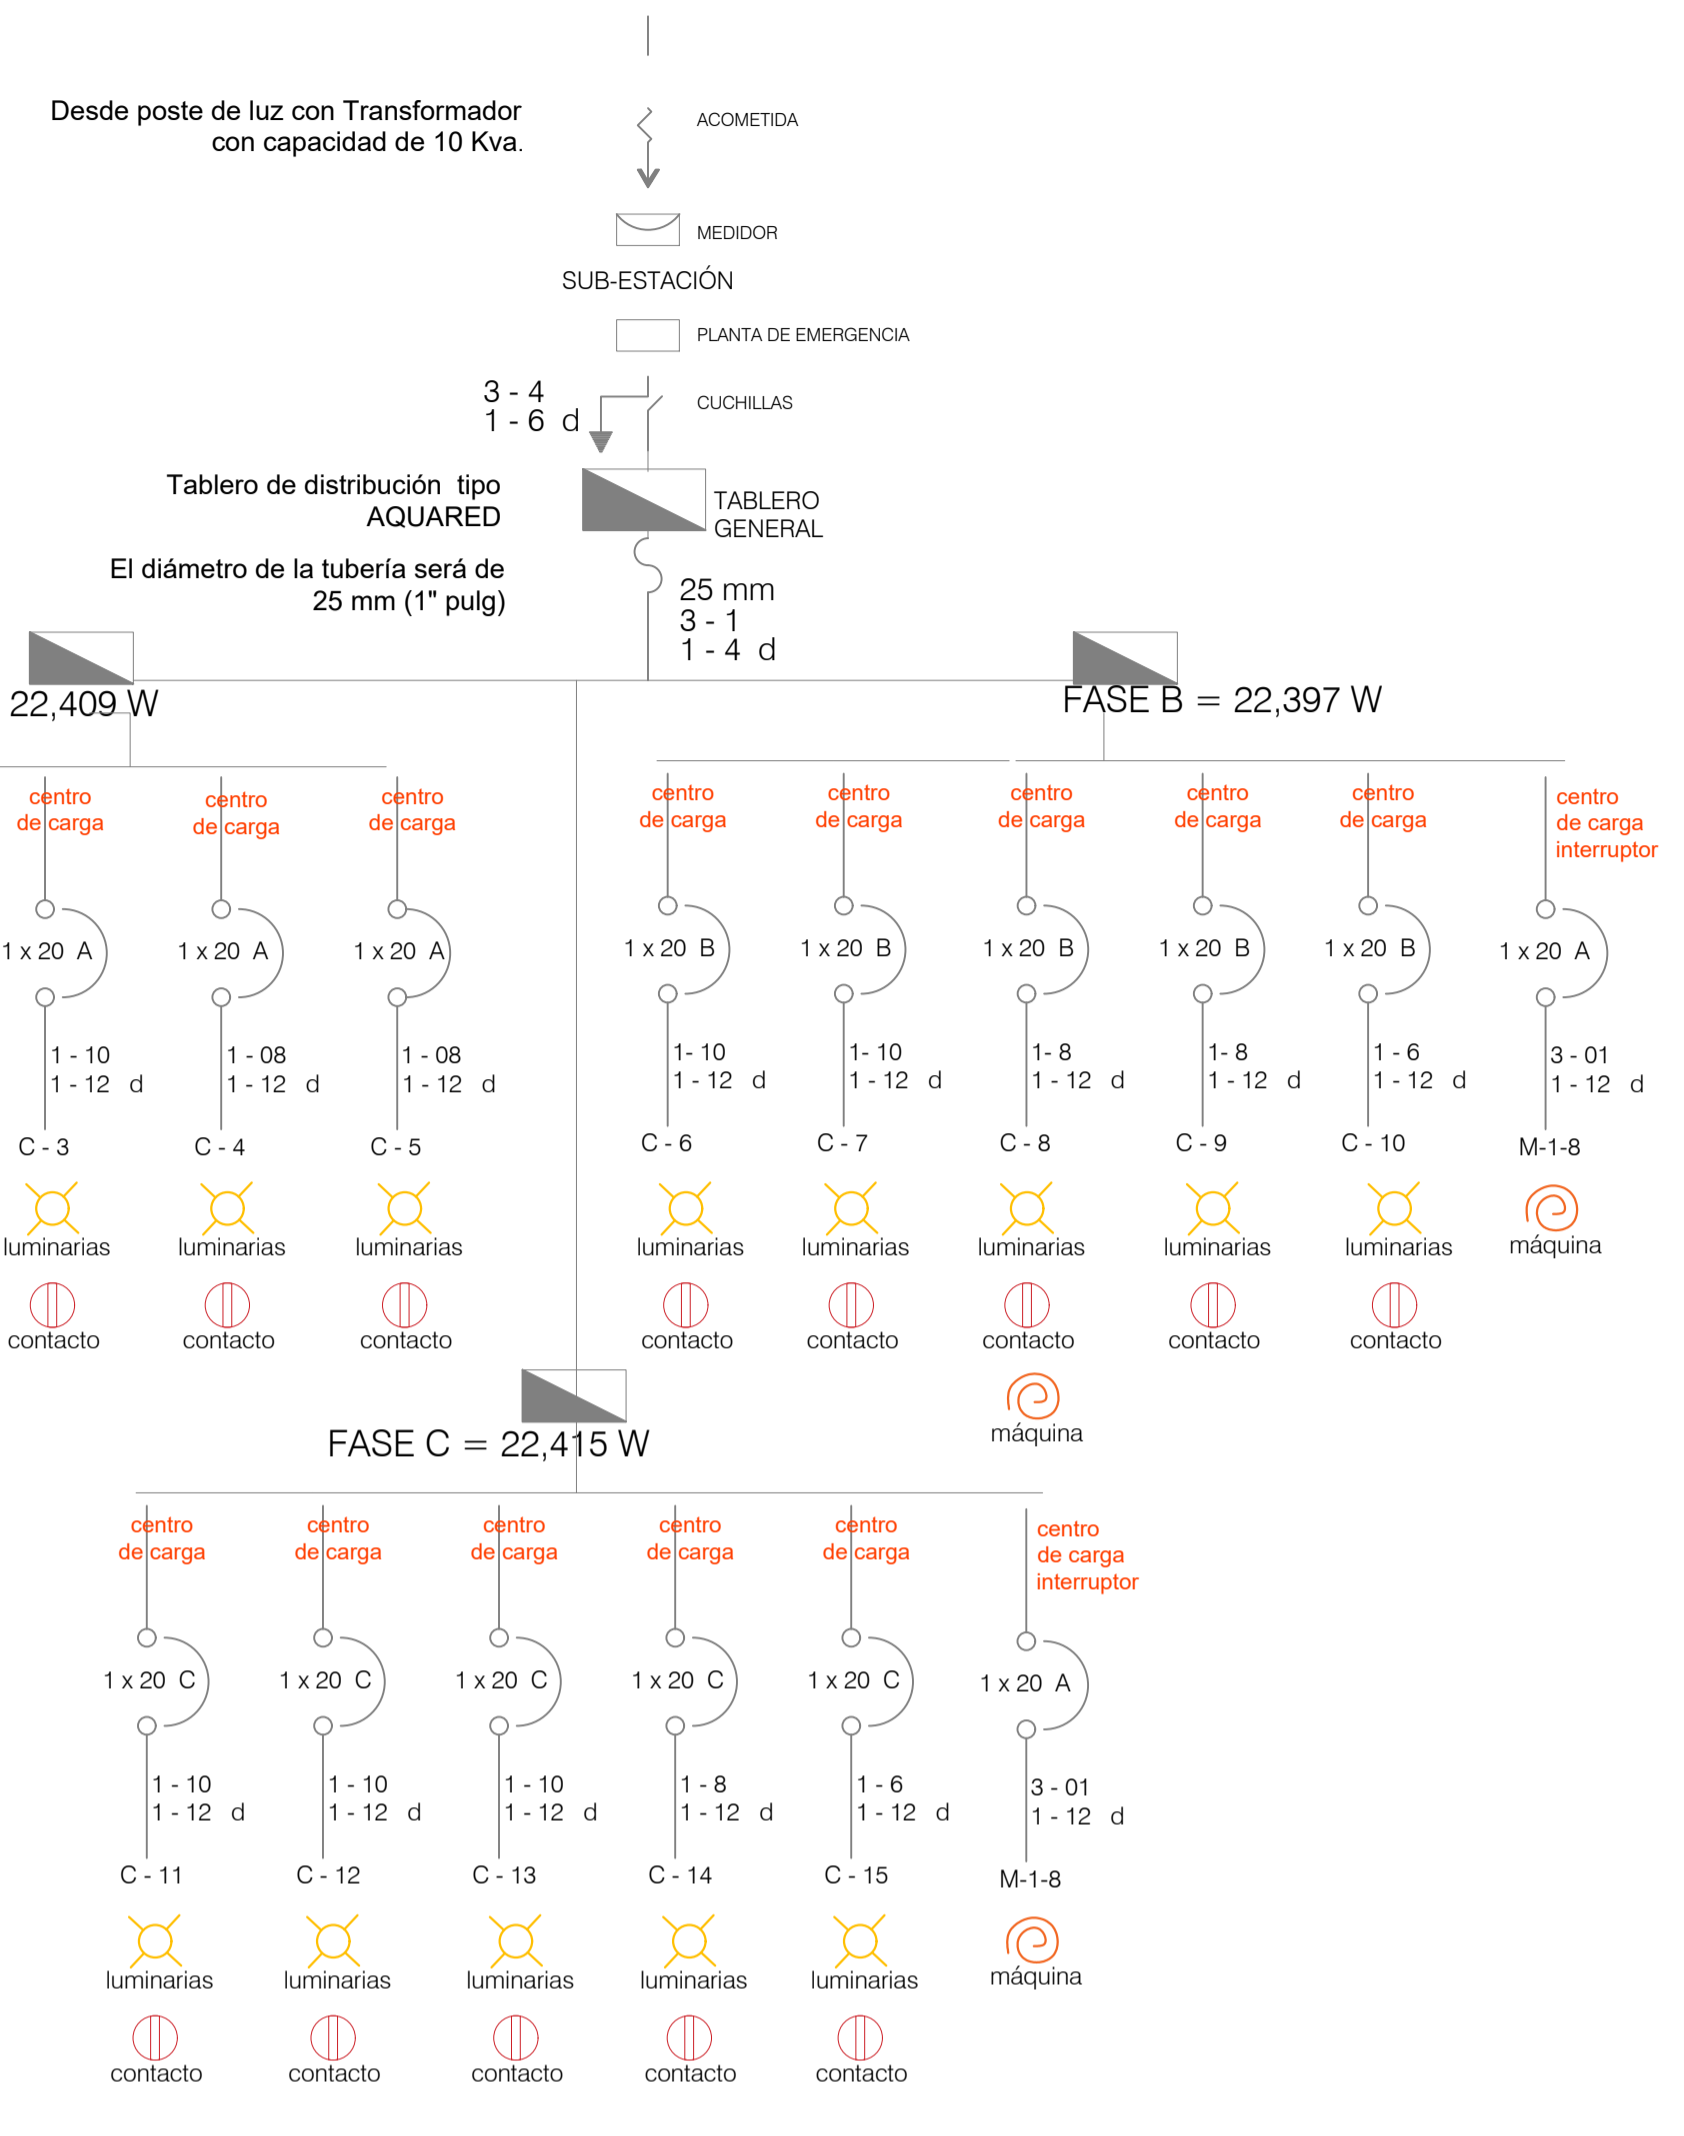 Desde poste de luz con Transformador
con capacidad de 10 Kva.
ACOMETIDA
MEDIDOR
SUB-ESTACIÓN
PLANTA DE EMERGENCIA
3 - 4
1 - 6 d
CUCHILLAS
Tablero de distribución tipo
AQUARED
TABLERO
GENERAL
El diámetro de la tubería será de
25 mm (1" pulg)
25 mm
3 - 1
1 - 4 d
22,409 W
FASE B = 22,397 W
centro
de carga
centro
de carga
centro
de carga
centro
de carga
centro
de carga
centro
de carga
centro
de carga
centro
de carga
centro
de carga
interruptor
1 x 20 A
1 x 20 A
1 x 20 A
1 x 20 B
1 x 20 B
1 x 20 B
1 x 20 B
1 x 20 B
1 x 20 A
1 - 10
1 - 12 d
1 - 08
1 - 12 d
1 - 08
1 - 12 d
1- 10
1 - 12 d
1- 10
1 - 12 d
1- 8
1 - 12 d
1- 8
1 - 12 d
1 - 6
1 - 12 d
3 - 01
1 - 12 d
C - 3
C - 4
C - 5
C - 6
C - 7
C - 8
C - 9
C - 10
M-1-8
luminarias
luminarias
luminarias
luminarias
luminarias
luminarias
luminarias
luminarias
máquina
contacto
contacto
contacto
contacto
contacto
contacto
contacto
contacto
máquina
FASE C = 22,415 W
centro
de carga
centro
de carga
centro
de carga
centro
de carga
centro
de carga
centro
de carga
interruptor
1 x 20 C
1 x 20 C
1 x 20 C
1 x 20 C
1 x 20 C
1 x 20 A
1 - 10
1 - 12 d
1 - 10
1 - 12 d
1 - 10
1 - 12 d
1 - 8
1 - 12 d
1 - 6
1 - 12 d
3 - 01
1 - 12 d
C - 11
C - 12
C - 13
C - 14
C - 15
M-1-8
luminarias
luminarias
luminarias
luminarias
luminarias
máquina
contacto
contacto
contacto
contacto
contacto